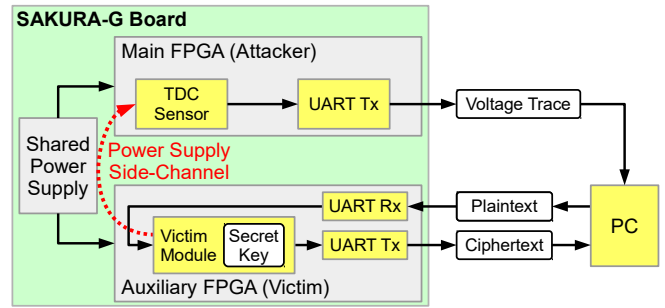 SAKURA-G Board
Main FPGA (Attacker)
TDC
Sensor
UART Tx
Voltage Trace
Shared
Power
Supply
Power Supply
Side-Channel
UART Rx
Plaintext
PC
Victim
Module
Secret
Key
UART Tx
Ciphertext
Auxiliary FPGA (Victim)